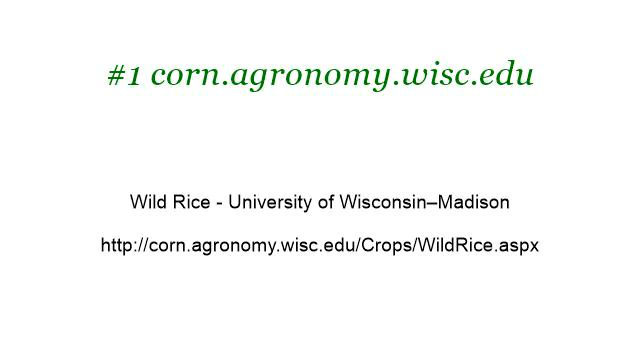 #1 corn.agronomy.wisc.edu
Wild Rice - University of Wisconsin–Madison
http://corn.agronomy.wisc.edu/Crops/WildRice.aspx